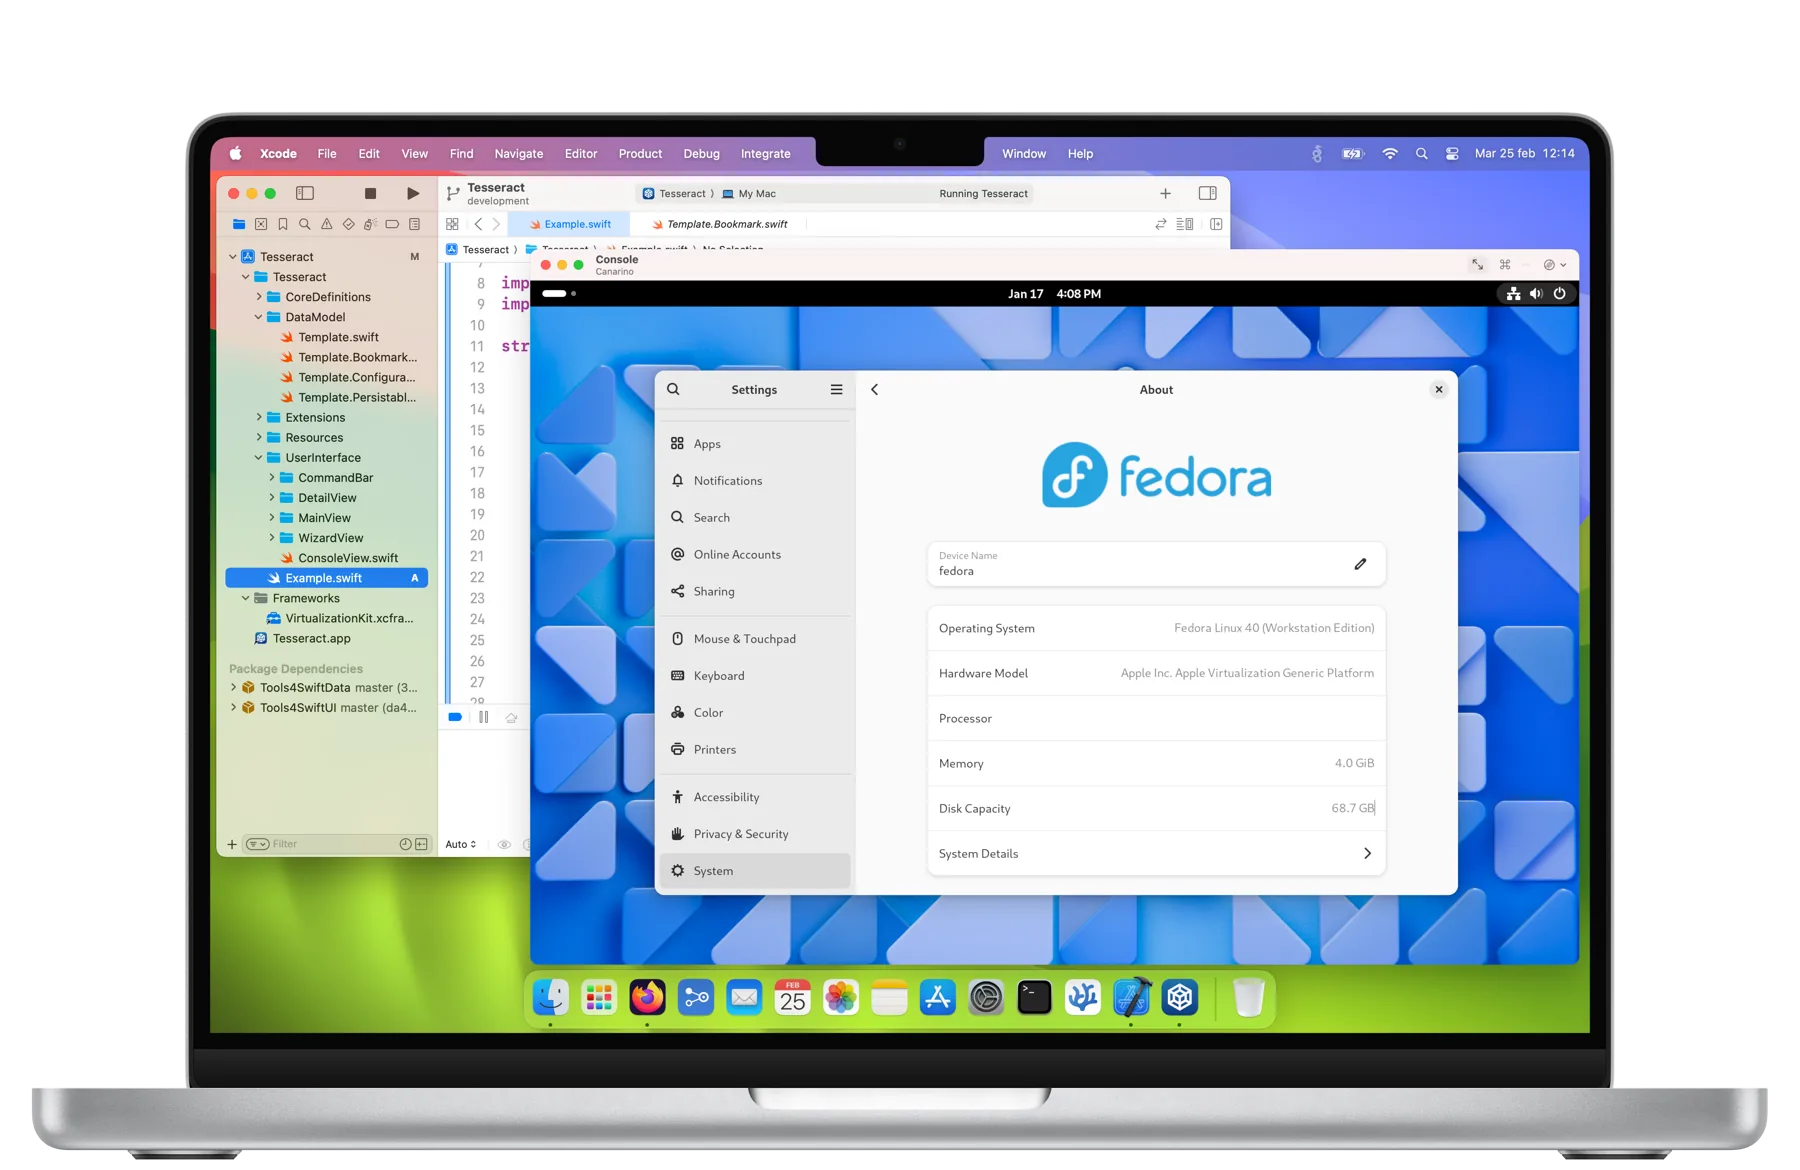 Xcode File Edit View Find Navigate Editor Product Debug Integrate Window Help Mar 25 feb 12:14
Tesseract
development
Tesseract My Mac Running Tesseract
Example.swift Template.Bookmark.swift
Tesseract Tesseract Example.swift No Selection
Tesseract M
Tesseract
CoreDefinitions
DataModel
Template.swift
Template.Bookmark...
Template.Configura...
Template.Persistabl...
Extensions
Resources
UserInterface
CommandBar
DetailView
MainView
WizardView
ConsoleView.swift
Example.swift A
Frameworks
VirtualizationKit.xcfra...
Tesseract.app
Package Dependencies
Tools4SwiftData master (3...
Tools4SwiftUI master (da4...
Filter
7
8 imp
9 imp
10
11 str
12
13
14
15
16
17
18
19
20
21
22
23
24
25
26
27
28
Auto
Console
Canarino
Jan 17 4:08 PM
Settings
Apps
Notifications
Search
Online Accounts
Sharing
Mouse & Touchpad
Keyboard
Color
Printers
Accessibility
Privacy & Security
System
About
fedora
Device Name
fedora
Operating System Fedora Linux 40 (Workstation Edition)
Hardware Model Apple Inc. Apple Virtualization Generic Platform
Processor
Memory 4.0 GiB
Disk Capacity 68.7 GB
System Details
FEB
25